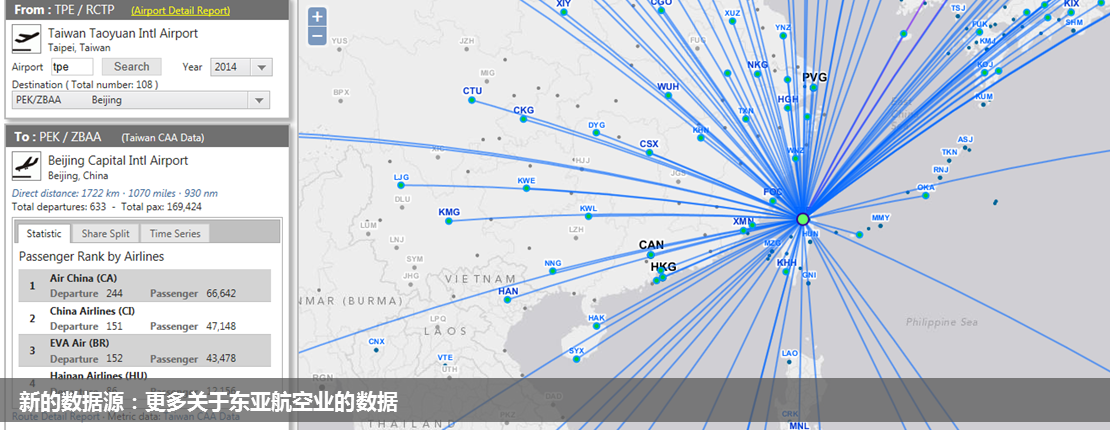 From : TPE / RCTP (Airport Detail Report)
Taiwan Taoyuan Intl Airport
Taipei, Taiwan
Airport tpe Search Year 2014
Destination ( Total number: 108 )
PEK/ZBAA Beijing
To : PEK / ZBAA (Taiwan CAA Data)
Beijing Capital Intl Airport
Beijing, China
Direct distance: 1722 km · 1070 miles · 930 nm
Total departures: 633 - Total pax: 169,424
Statistic Share Split Time Series
Passenger Rank by Airlines
1 Air China (CA)
Departure 244 Passenger 66,642
2 China Airlines (CI)
Departure 151 Passenger 47,148
3 EVA Air (BR)
Departure 152 Passenger 43,478
4 Hainan Airlines (HU)
新的数据源：更多关于东亚航空业的数据
Route Detail Report - Metric data: Taiwan CAA Data
+
−
XIY
CGO
XUZ
TSJ
KIX
YUS
JZH
FUG
YNZ
FUK
SHM
KMJ
MIG
NKG
KOJ
BPX
CTU
WUH
PVG
HGH
KUM
CKG
TXN
DYG
KHN
CSX
WNZ
ASJ
TKN
HJJ
RNJ
LJG
KWE
JGS
FOC
OKA
DLU
KMG
KWL
XMN
MMY
LUM
LZH
HUN
LNJ
CAN
MZG
SYM
NNG
HKG
KHH
JHG
VIETNAM
GNI
HAN
NMAR (BURMA)
LPQ
HAK
LAOS
Philippine Sea
CNX
VTE
SYX
LAO
UTH
RGN
PKZ
THAILAND
CRK
MNL